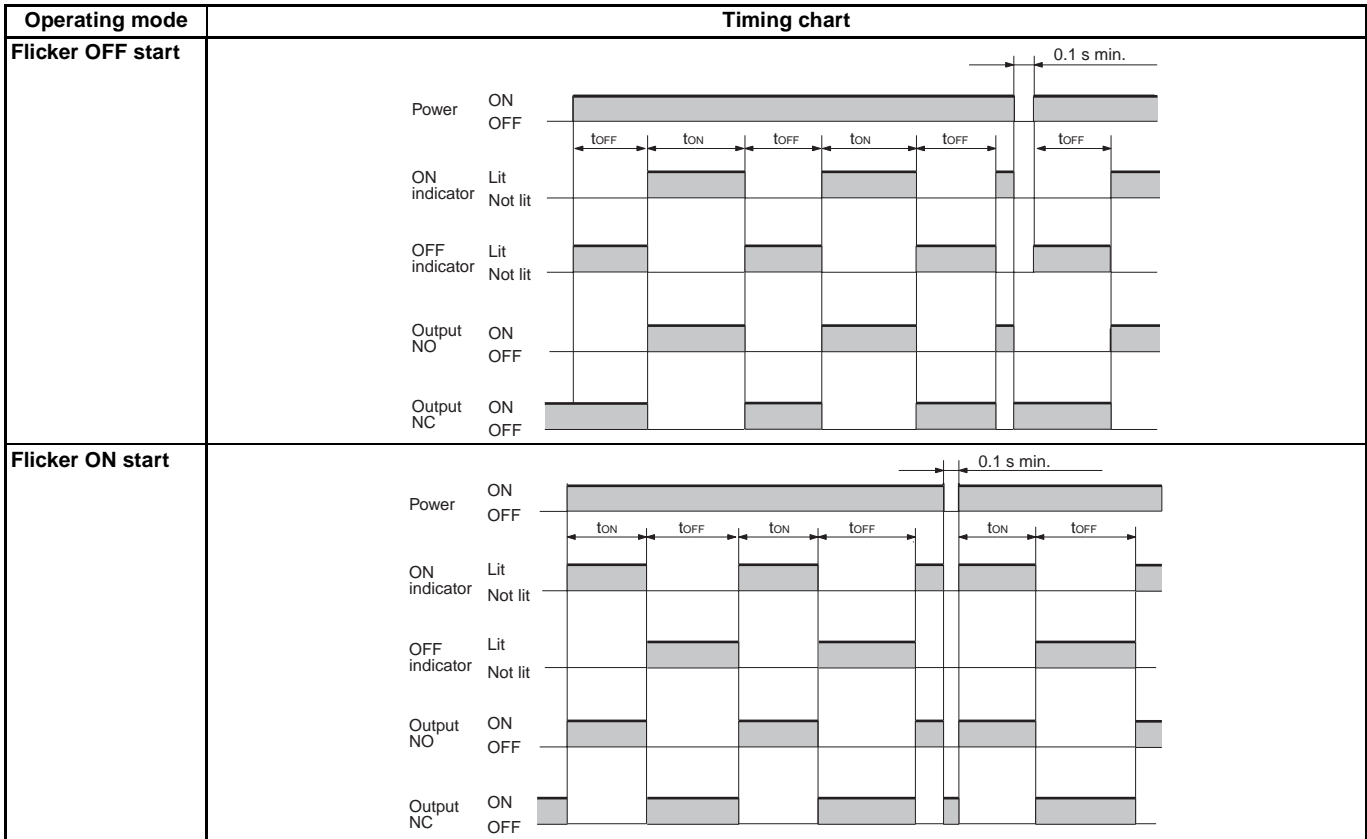 Operating mode
Timing chart
Flicker OFF start
0.1 s min.
Power
ON
OFF
tOFF
tON
tOFF
tON
tOFF
tOFF
ON
indicator
Lit
Not lit
OFF
indicator
Lit
Not lit
Output
NO
ON
OFF
Output
NC
ON
OFF
Flicker ON start
0.1 s min.
Power
ON
OFF
tON
tOFF
tON
tOFF
tON
tOFF
ON
indicator
Lit
Not lit
OFF
indicator
Lit
Not lit
Output
NO
ON
OFF
Output
NC
ON
OFF